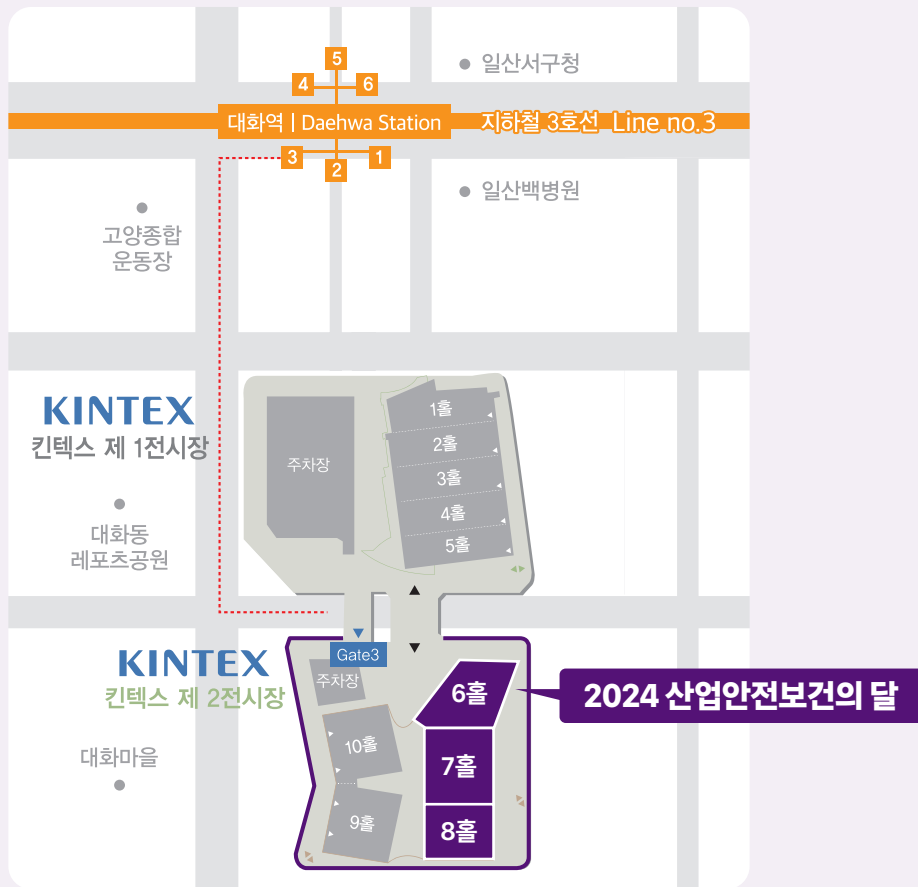 5
4
6
일산서구청
대화역 | Daehwa Station
지하철 3호선 Line no.3
3
2
1
일산백병원
고양종합
운동장
KINTEX
킨텍스 제 1전시장
주차장
1홀
2홀
3홀
4홀
5홀
대화동
레포츠공원
Gate3
KINTEX
킨텍스 제 2전시장
주차장
6홀
2024 산업안전보건의 달
10홀
7홀
대화마을
9홀
8홀